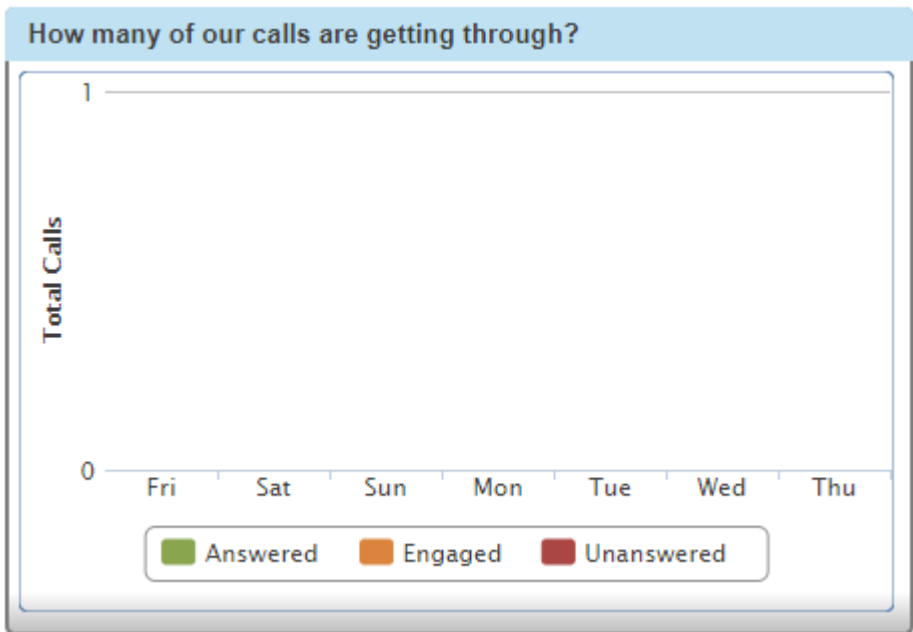 How many of our calls are getting through?
1
Total Calls
0
Fri Sat Sun Mon Tue Wed Thu
Answered Engaged Unanswered